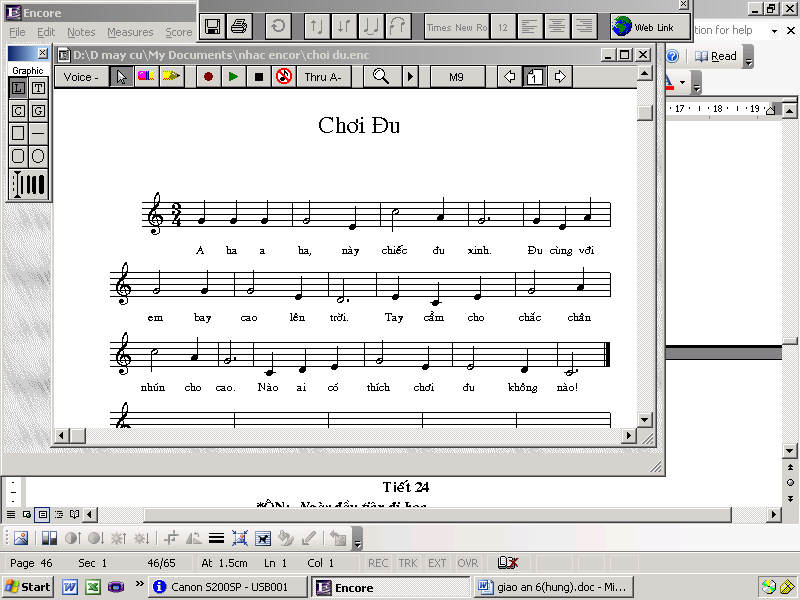 Encore
File Edit Notes Measures Score
Times New Ro 12
Web Link
tion for help
Read
D:\D may cu\My Documents\nhac encor\choi du.enc
Graphic
Voice -
Thru A-
M9
1
L T
C G
17 18 19
Chơi Đu
3
4
A ha a ha, này chiếc đu xinh. Đu cùng với
em bay cao lên trời. Tay cầm cho chắc chân
nhún cho cao. Nào ai có thích chơi đu không nào!
Tiết 24
Page 46 Sec 1 46/65 At 1.5cm Ln 1 Col 1 REC TRK EXT OVR
Start Canon S200SP - USB001 Encore giao an 6(hung).doc - Mi...